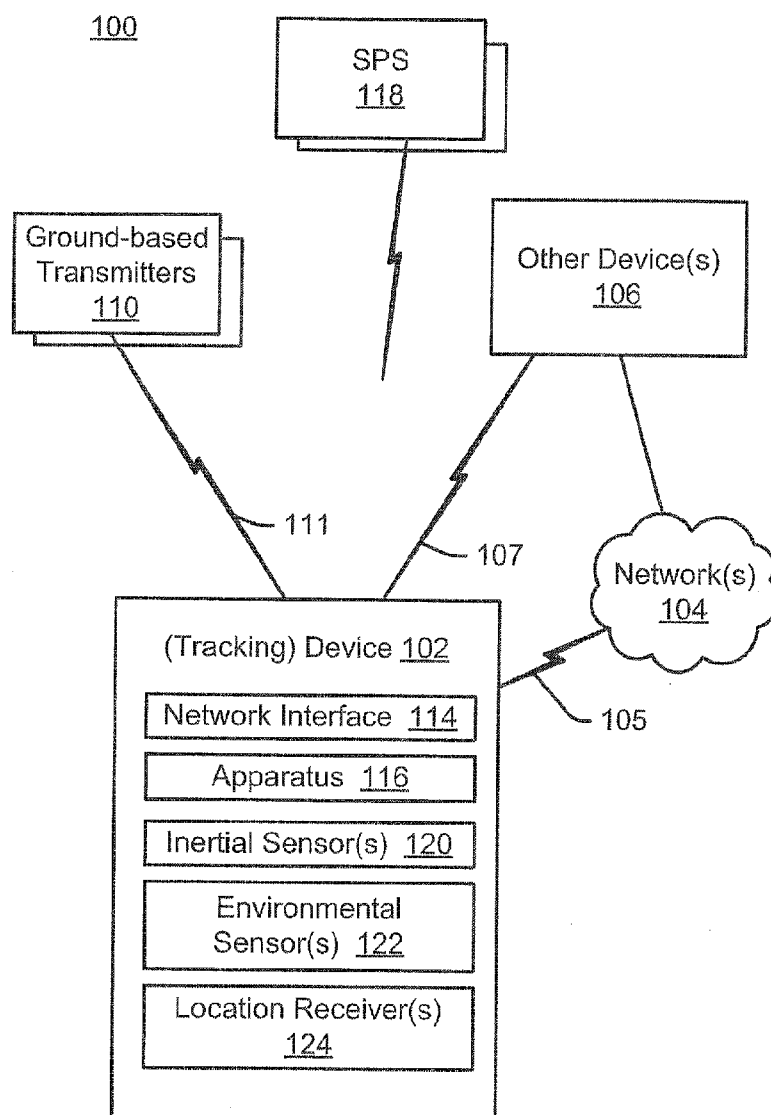 100
SPS
118
Ground-based
Transmitters
110
Other Device(s)
106
111
107
Network(s)
104
(Tracking) Device 102
105
Network Interface 114
Apparatus 116
Inertial Sensor(s) 120
Environmental
Sensor(s) 122
Location Receiver(s)
124